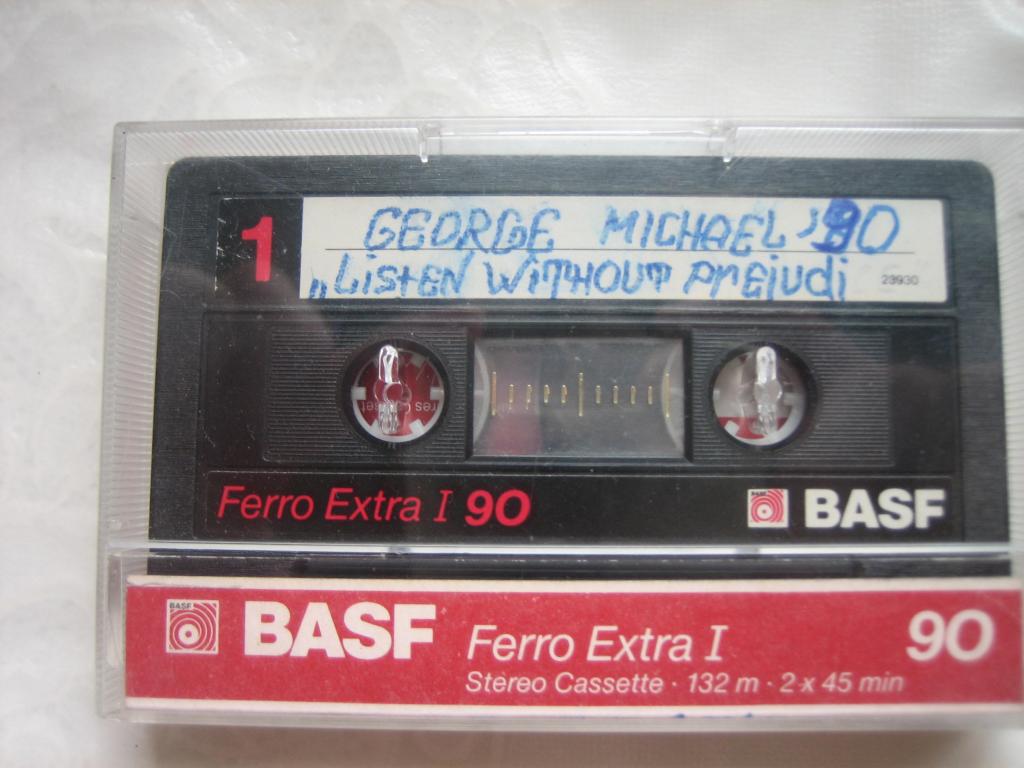 1
GEORGE MICHAEL '90
„LiSTEN WiTHOUT PREjUdi
23930
Ferro Extra I 90
BASF
BASF
BASF Ferro Extra I 90
BASF
Stereo Cassette · 132 m · 2 x 45 min